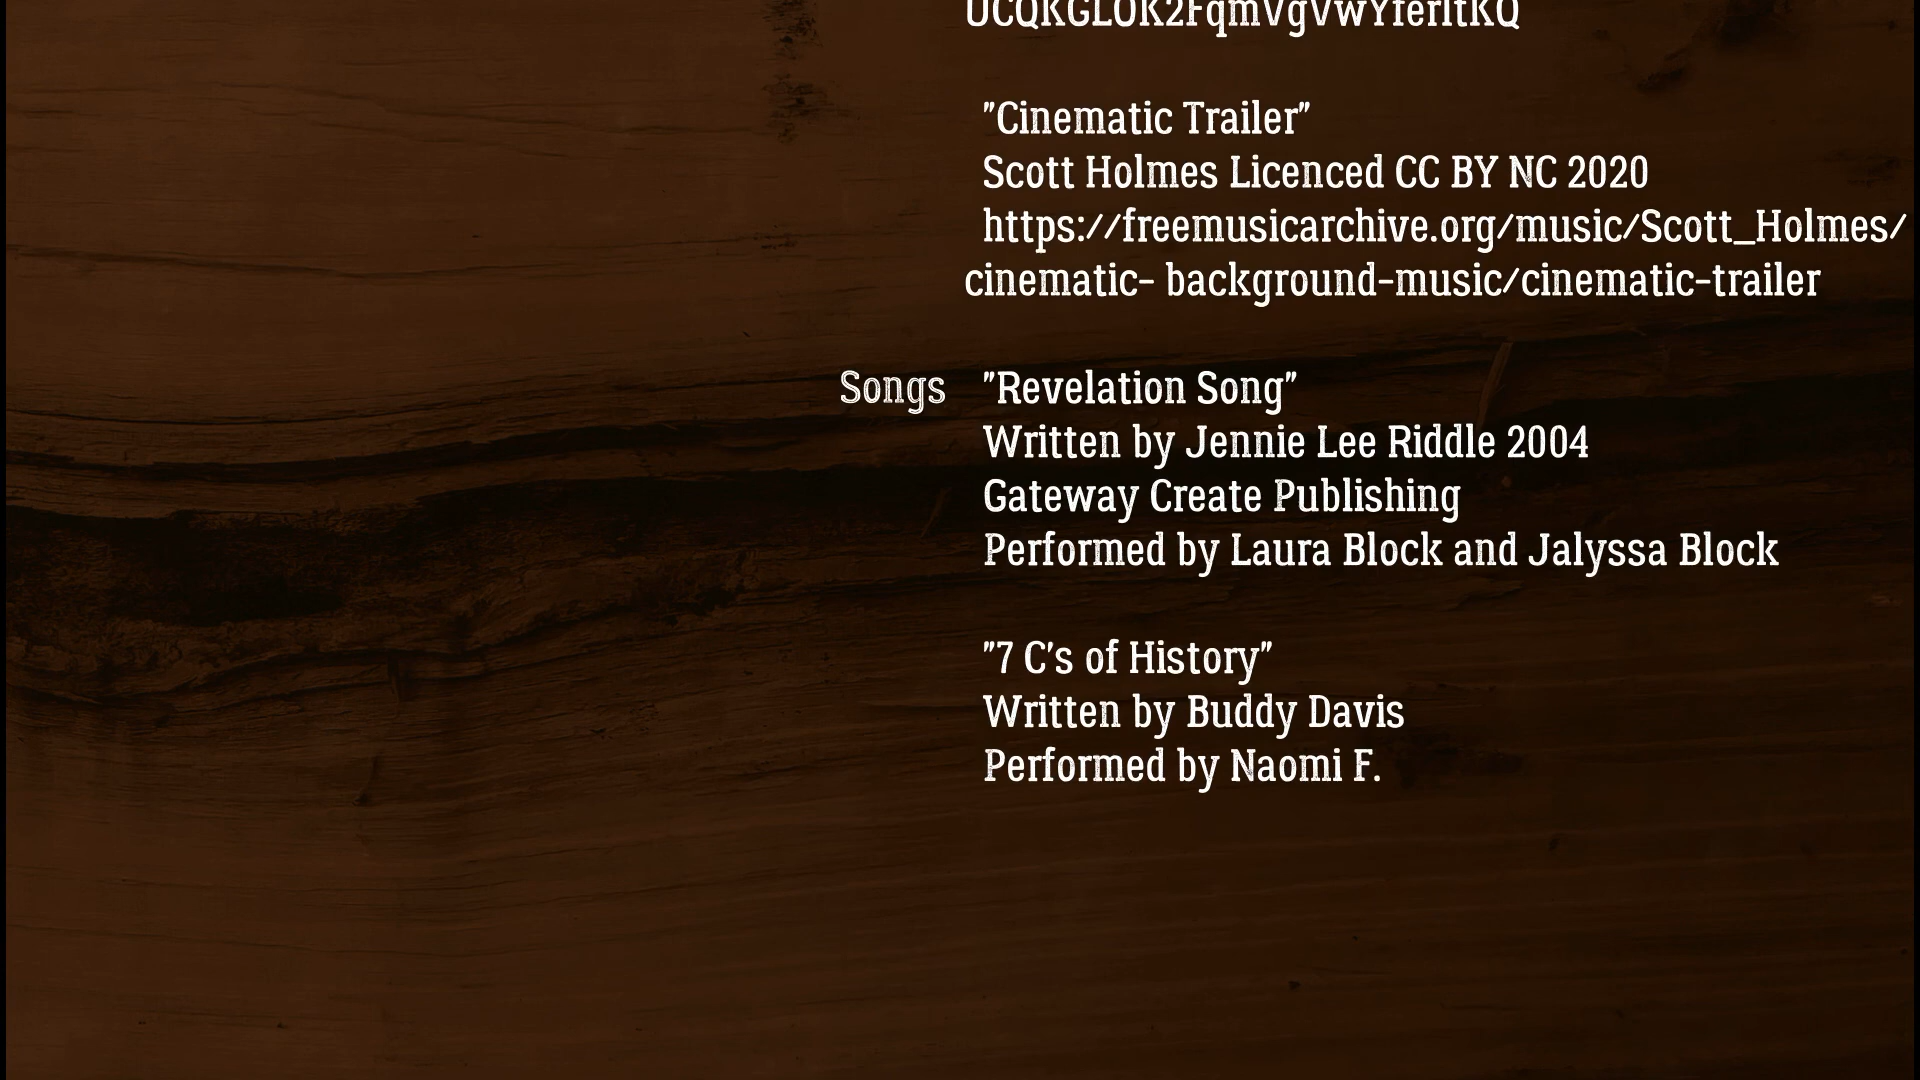 "Cinematic Trailer"
Scott Holmes Licenced CC BY NC 2020
https://freemusicarchive.org/music/Scott_Holmes/
cinematic- background-music/cinematic-trailer
Songs "Revelation Song"
Written by Jennie Lee Riddle 2004
Gateway Create Publishing
Performed by Laura Block and Jalyssa Block
"7 C's of History"
Written by Buddy Davis
Performed by Naomi F.